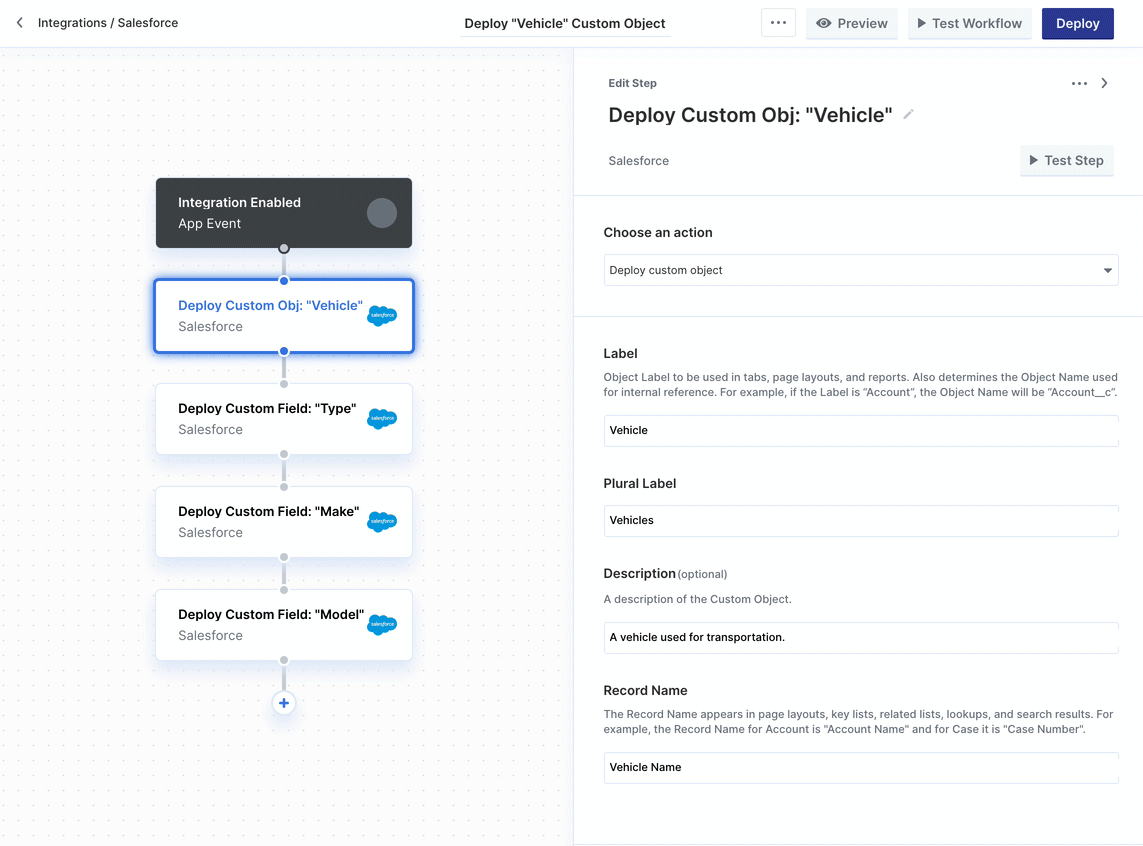 Integrations / Salesforce
Deploy "Vehicle" Custom Object
Preview
Test Workflow
Deploy
Integration Enabled
App Event
Deploy Custom Obj: "Vehicle"
Salesforce
salesforce
Deploy Custom Field: "Type"
Salesforce
salesforce
Deploy Custom Field: "Make"
Salesforce
salesforce
Deploy Custom Field: "Model"
Salesforce
salesforce
Edit Step
Deploy Custom Obj: "Vehicle"
Salesforce
Test Step
Choose an action
Deploy custom object
Label
Object Label to be used in tabs, page layouts, and reports. Also determines the Object Name used
for internal reference. For example, if the Label is “Account”, the Object Name will be “Account__c”.
Vehicle
Plural Label
Vehicles
Description (optional)
A description of the Custom Object.
A vehicle used for transportation.
Record Name
The Record Name appears in page layouts, key lists, related lists, lookups, and search results. For
example, the Record Name for Account is "Account Name" and for Case it is "Case Number".
Vehicle Name